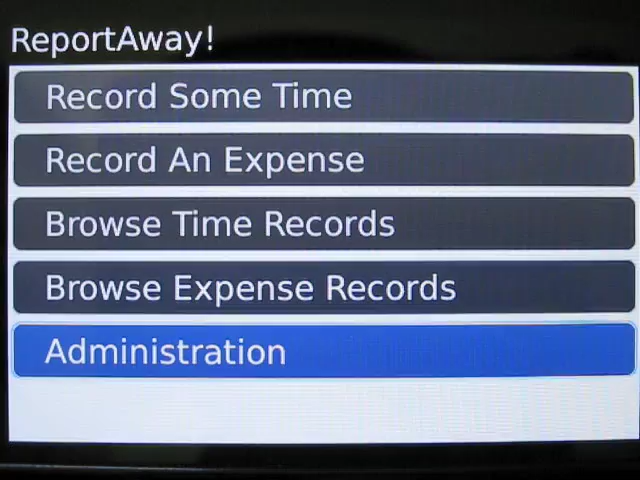 ReportAway!
Record Some Time
Record An Expense
Browse Time Records
Browse Expense Records
Administration